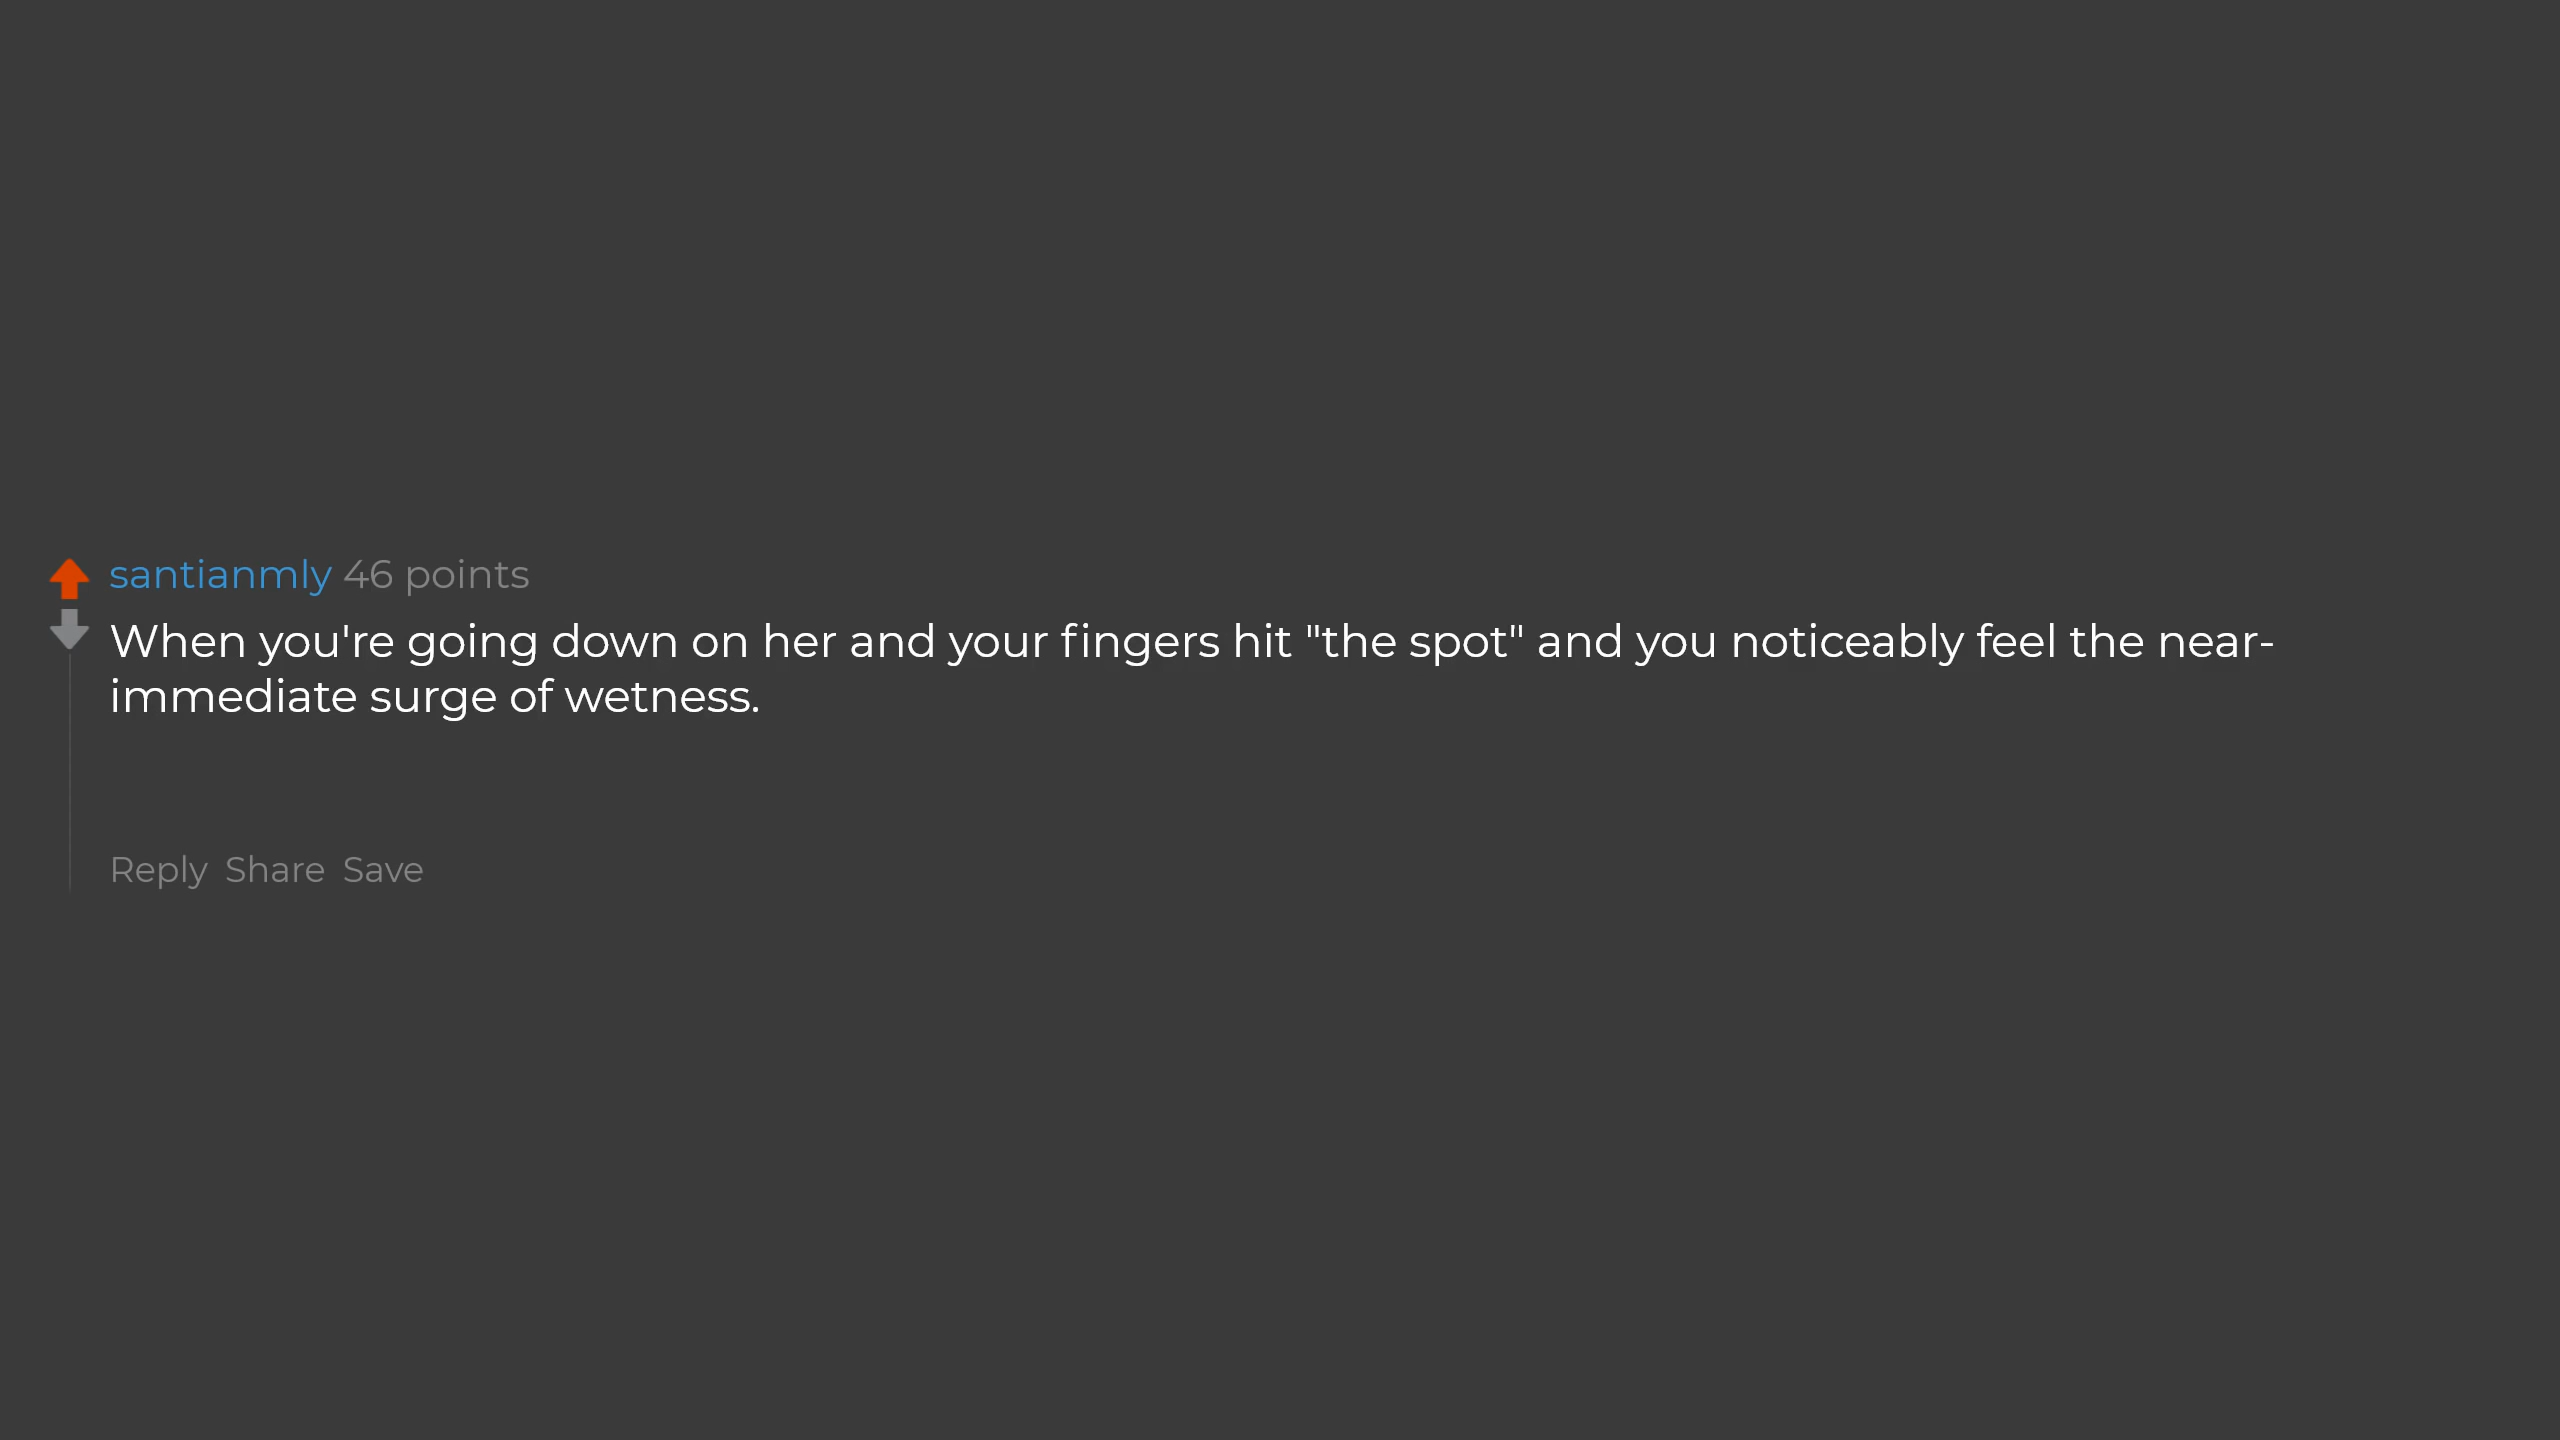 santianmly 46 points
When you're going down on her and your fingers hit "the spot" and you noticeably feel the near-
immediate surge of wetness.
Reply Share Save